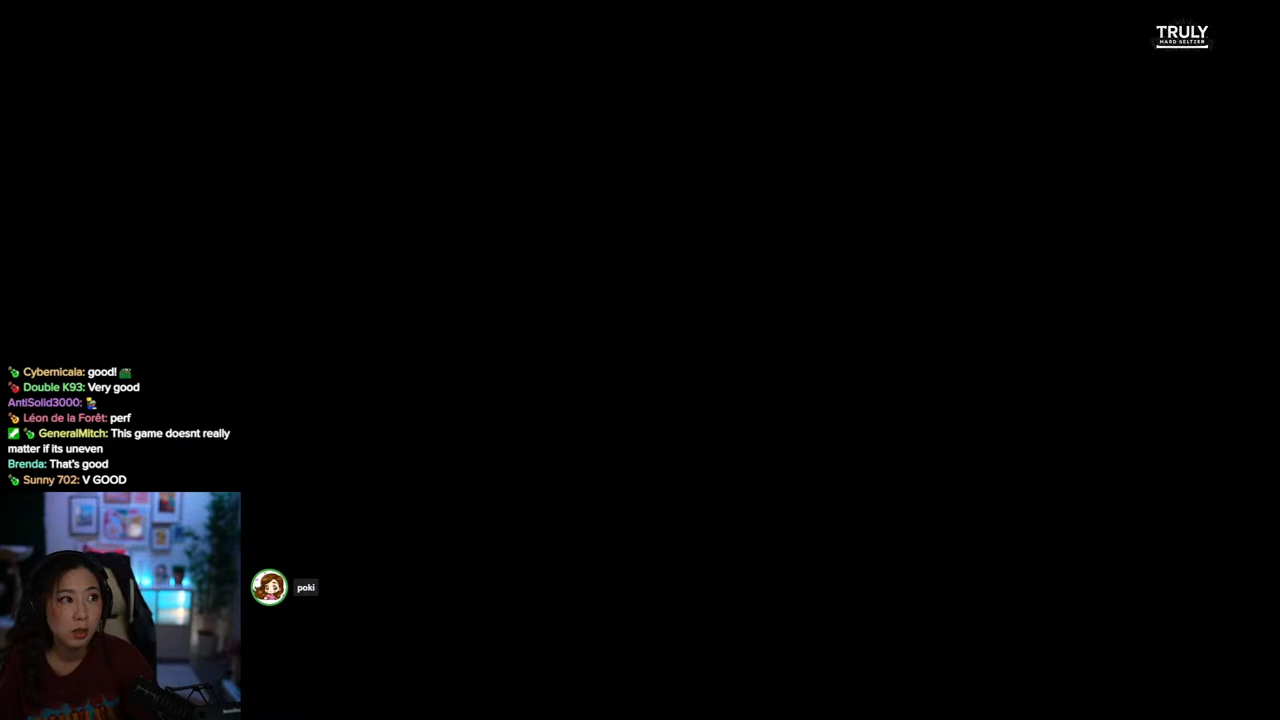 TRULY
HARD SELTZER
Cybernicala: good!
Double K93: Very good
AntiSolid3000:
Léon de la Forêt: perf
GeneralMitch: This game doesnt really
matter if its uneven
Brenda: That's good
Sunny 702: V GOOD
poki